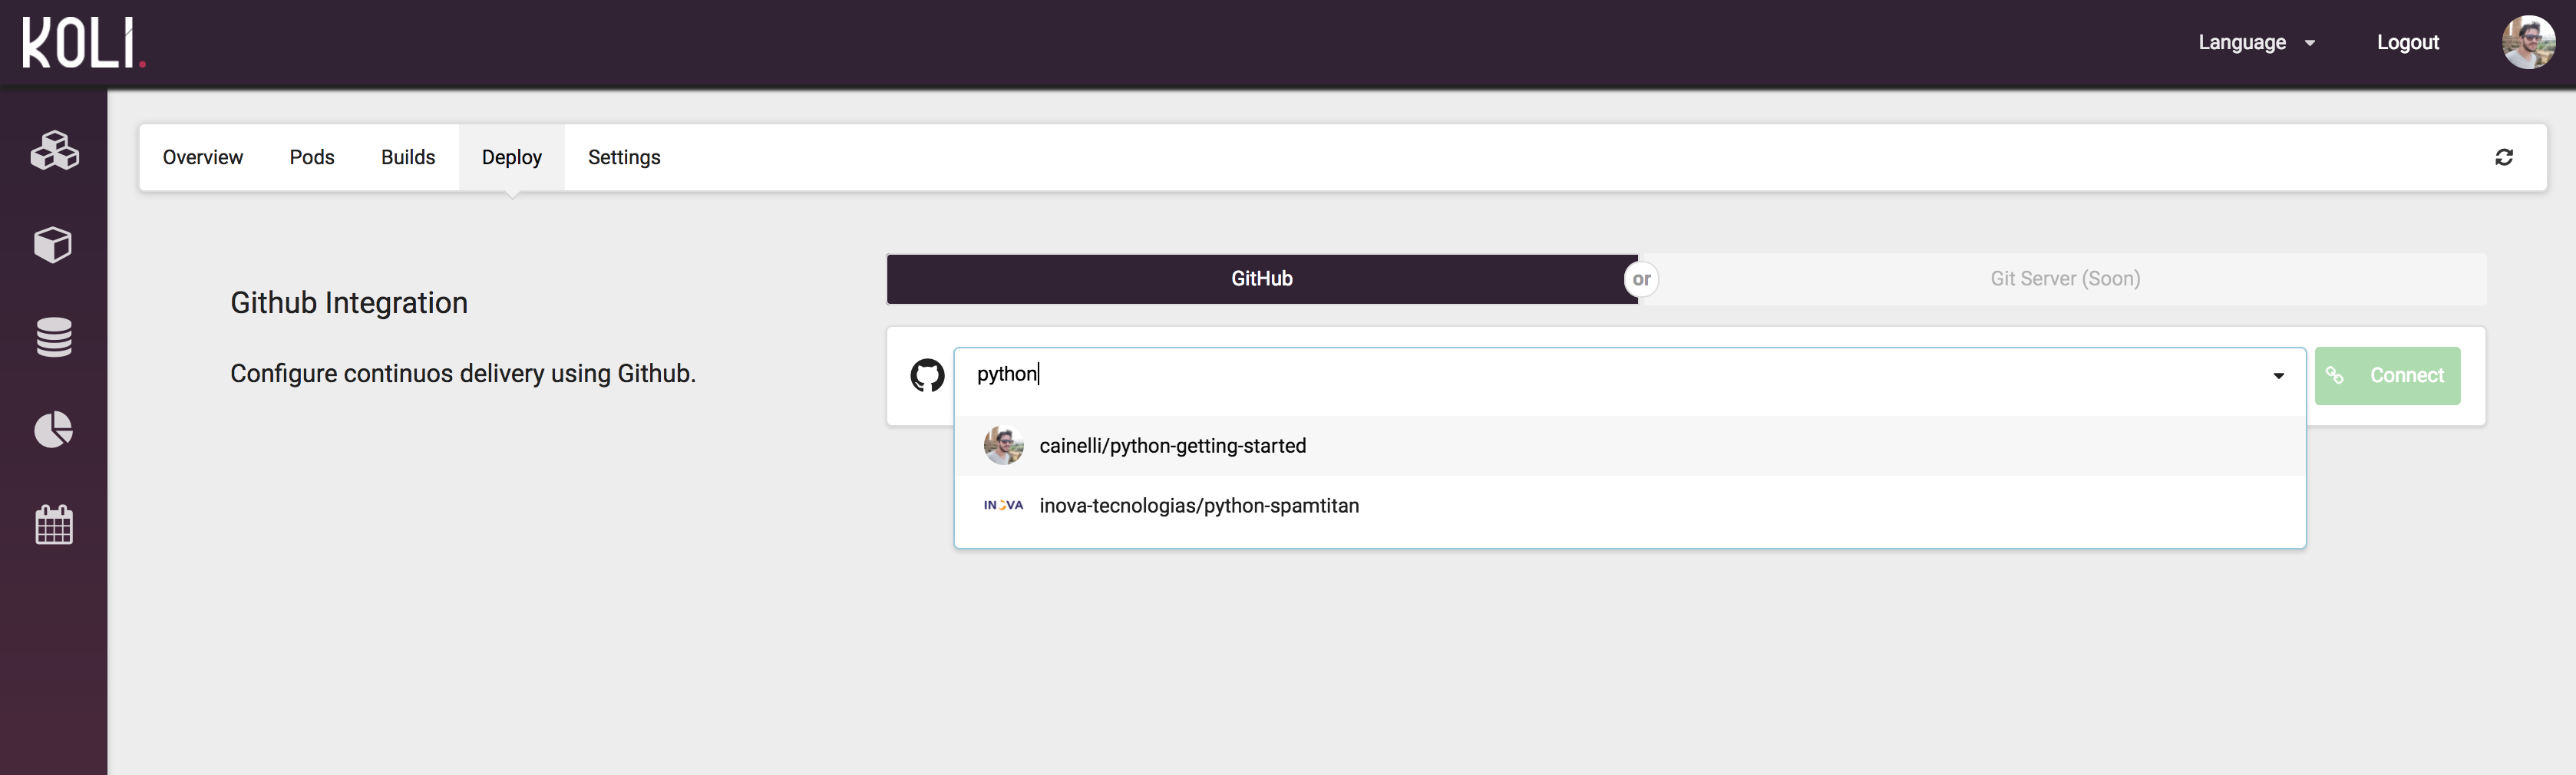 KOLI.
Language
Logout
Overview
Pods
Builds
Deploy
Settings
GitHub
or
Git Server (Soon)
Github Integration
Configure continuos delivery using Github.
python
Connect
cainelli/python-getting-started
INOVA
inova-tecnologias/python-spamtitan